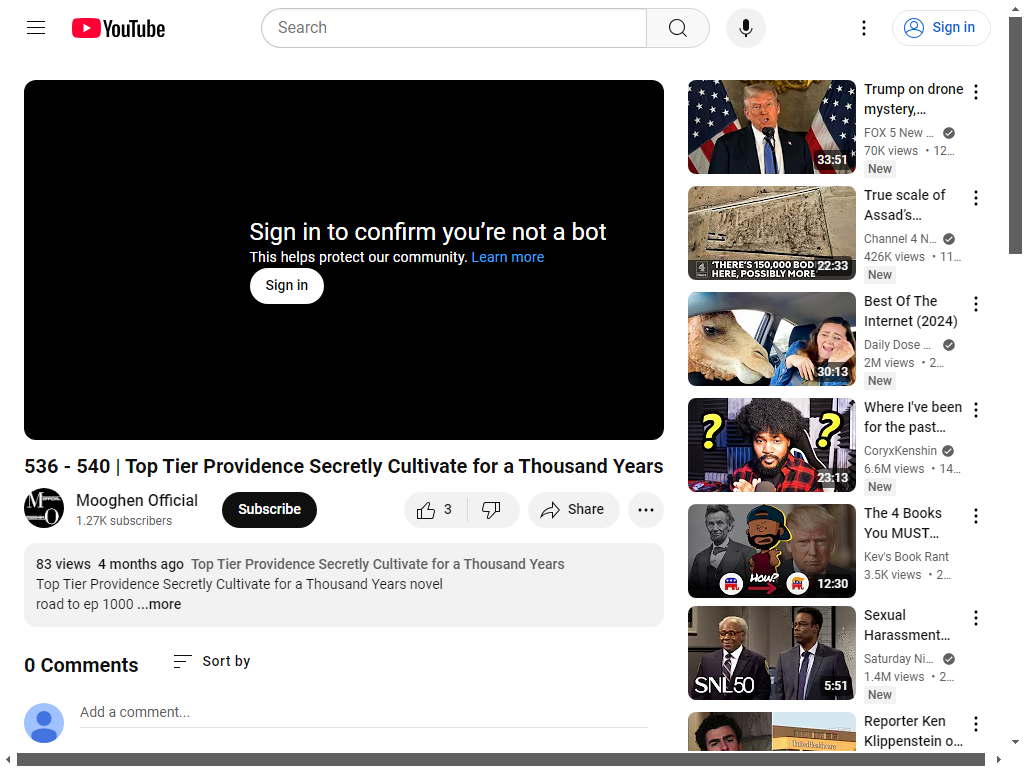 YouTube
Search
Sign in
Sign in to confirm you’re not a bot
This helps protect our community. Learn more
Sign in
536 - 540 | Top Tier Providence Secretly Cultivate for a Thousand Years
Mooghen Official
1.27K subscribers
Subscribe
3
Share
83 views 4 months ago Top Tier Providence Secretly Cultivate for a Thousand Years
Top Tier Providence Secretly Cultivate for a Thousand Years novel
road to ep 1000 ...more
0 Comments
Sort by
Add a comment...
33:51
Trump on drone
mystery,...
FOX 5 New ...
70K views • 12...
New
'THERE'S 150,000 BOD
HERE, POSSIBLY MORE
22:33
True scale of
Assad’s...
Channel 4 N...
426K views • 11...
New
30:13
Best Of The
Internet (2024)
Daily Dose ...
2M views • 2...
New
? ?
23:13
Where I've been
for the past...
CoryxKenshin
6.6M views • 14...
New
HOW?
12:30
The 4 Books
You MUST...
Kev's Book Rant
3.5K views • 2...
SNL50
5:51
Sexual
Harassment...
Saturday Ni...
1.4M views • 2...
New
Reporter Ken
Klippenstein o...